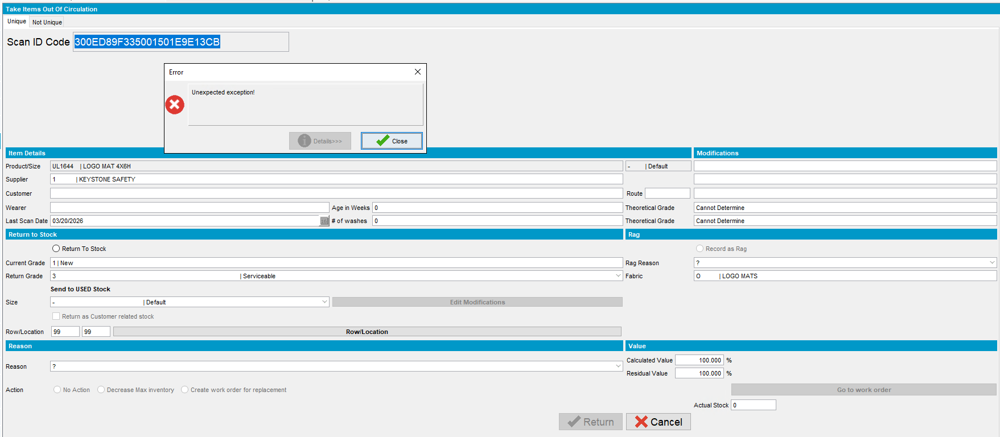 Take Items Out Of Circulation
Unique Not Unique
Scan ID Code 300ED89F335001501E9E13CB
Error
Unexpected exception!
Details>>> Close
Item Details Modifications
Product/Size UL1644 | LOGO MAT 4X6H - | Default
Supplier 1 | KEYSTONE SAFETY
Customer Route
Wearer Age in Weeks 0 Theoretical Grade Cannot Determine
Last Scan Date 03/20/2026 16 # of washes 0 Theoretical Grade Cannot Determine
Return to Stock Rag
Return To Stock Record as Rag
Current Grade 1 | New Rag Reason ?
Return Grade 3 | Serviceable Fabric O | LOGO MATS
Send to USED Stock
Size - | Default Edit Modifications
Return as Customer related stock
Row/Location 99 99 Row/Location
Reason Value
Calculated Value 100.000 %
Reason ?
Residual Value 100.000 %
Action No Action Decrease Max inventory Create work order for replacement Go to work order
Actual Stock 0
Return Cancel